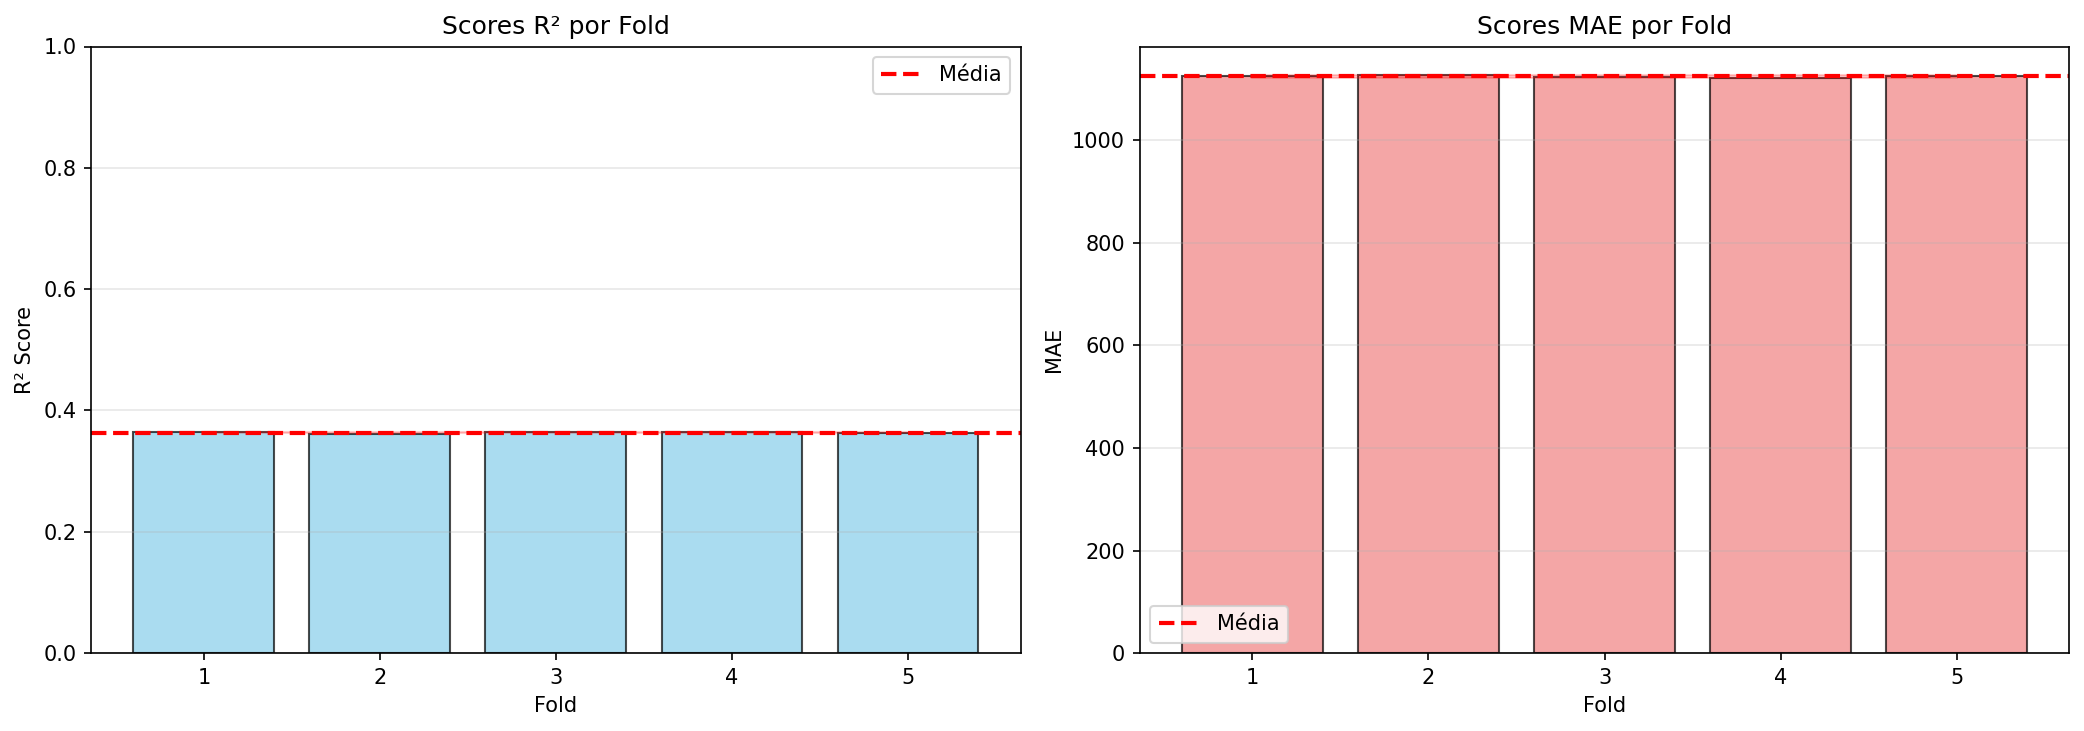 Scores R² por Fold
Média
R² Score
1.0
0.8
0.6
0.4
0.2
0.0
1 2 3 4 5
Fold
Scores MAE por Fold
MAE
1000
800
600
400
200
0
Média
1 2 3 4 5
Fold